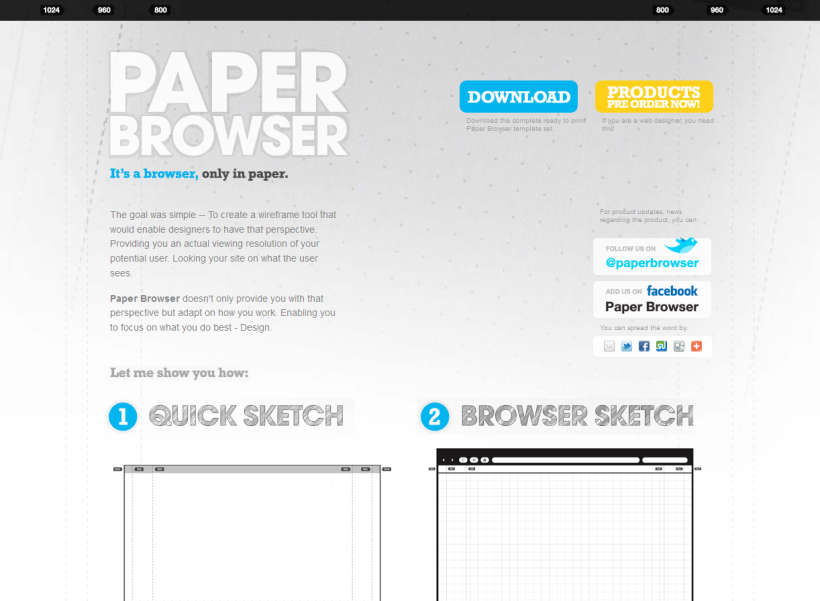 1024 960 800 800 960 1024
PAPER
BROWSER
It's a browser, only in paper.
DOWNLOAD
Download the complete ready to print
Paper Browser template set.
PRODUCTS
PRE ORDER NOW!
If you are a web designer, you need
this!
The goal was simple – To create a wireframe tool that
would enable designers to have that perspective.
Providing you an actual viewing resolution of your
potential user. Looking your site on what the user
sees.
Paper Browser doesn't only provide you with that
perspective but adapt on how you work. Enabling you
to focus on what you do best - Design.
For product updates, news
regarding the product, you can:
FOLLOW US ON
@paperbrowser
ADD US ON facebook
Paper Browser
You can spread the word by:
Let me show you how:
1 QUICK SKETCH
2 BROWSER SKETCH